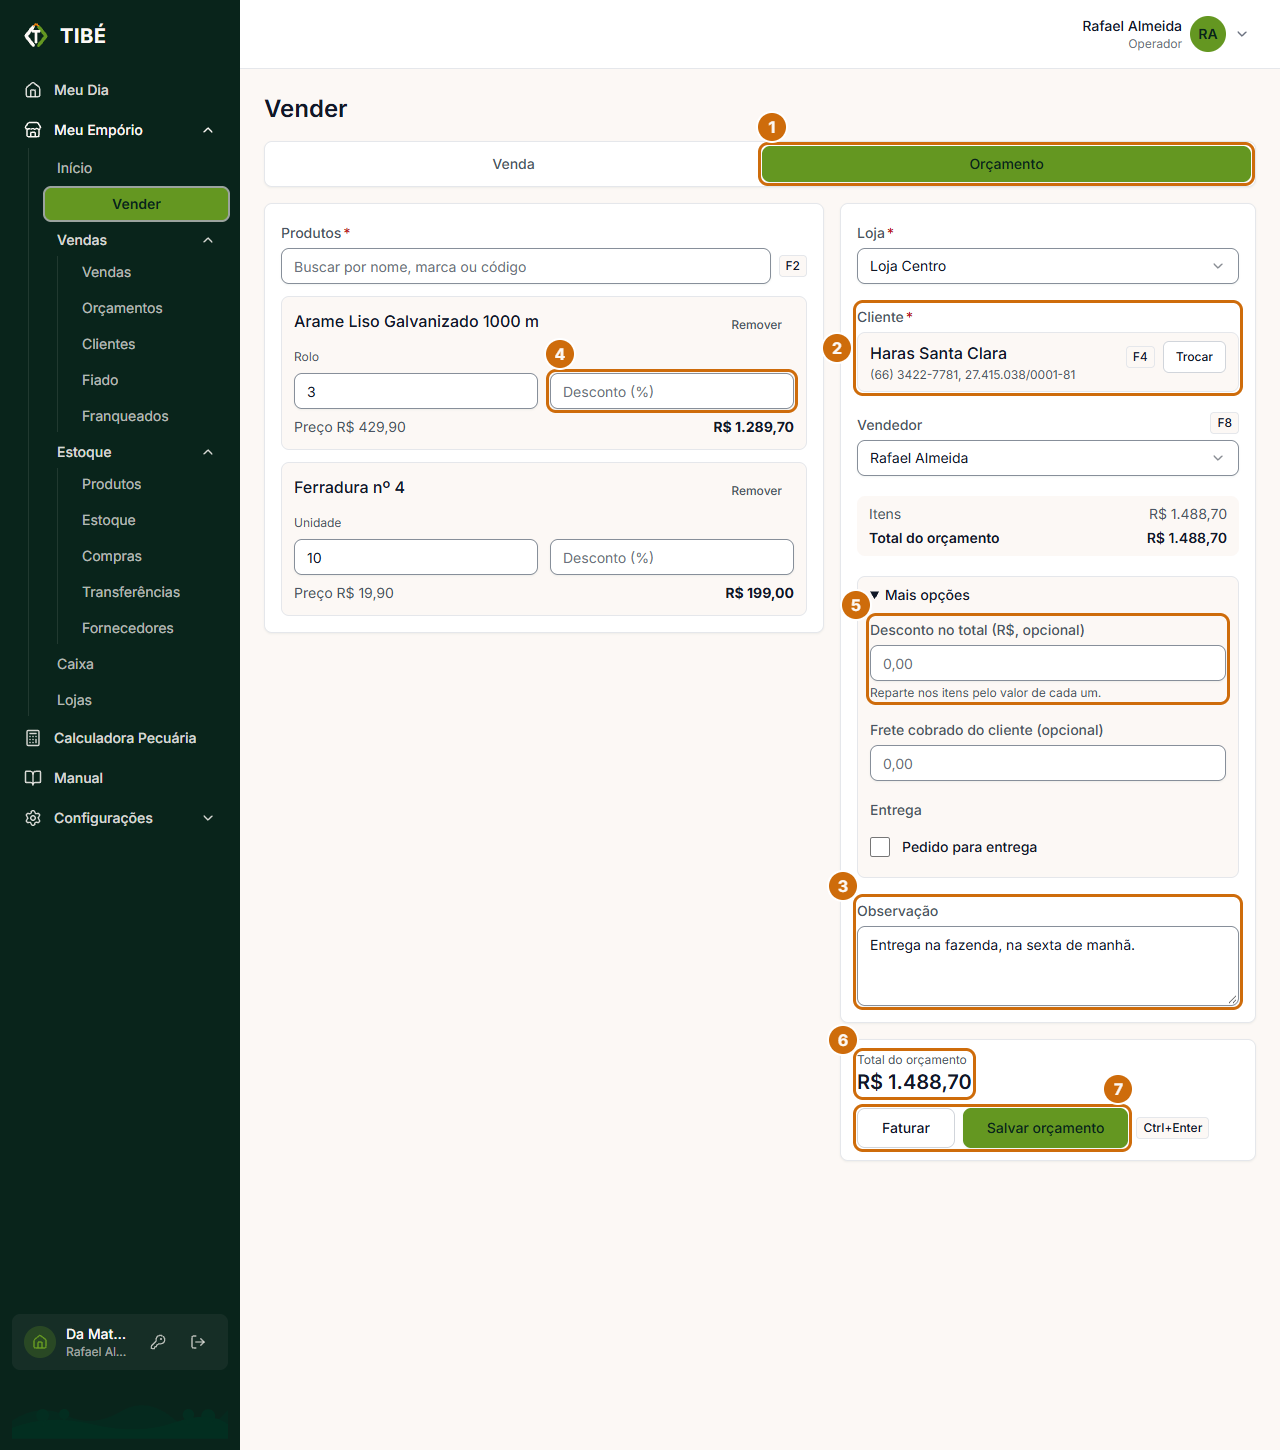 TIBÉ
Meu Dia
Meu Empório
Início
Vender
Vendas
Vendas
Orçamentos
Clientes
Fiado
Franqueados
Estoque
Produtos
Estoque
Compras
Transferências
Fornecedores
Caixa
Lojas
Calculadora Pecuária
Manual
Configurações
Da Mat...
Rafael Al...
Rafael Almeida
Operador
RA
Vender
1
Venda
Orçamento
Produtos*
Buscar por nome, marca ou código
F2
Arame Liso Galvanizado 1000 m
Remover
Rolo
4
3
Desconto (%)
Preço R$ 429,90
R$ 1.289,70
Ferradura nº 4
Remover
Unidade
10
Desconto (%)
Preço R$ 19,90
R$ 199,00
Loja*
Loja Centro
2
Cliente*
Haras Santa Clara
(66) 3422-7781, 27.415.038/0001-81
F4
Trocar
Vendedor
F8
Rafael Almeida
Itens
R$ 1.488,70
Total do orçamento
R$ 1.488,70
Mais opções
5
Desconto no total (R$, opcional)
0,00
Reparte nos itens pelo valor de cada um.
Frete cobrado do cliente (opcional)
0,00
Entrega
Pedido para entrega
3
Observação
Entrega na fazenda, na sexta de manhã.
6
Total do orçamento
R$ 1.488,70
7
Faturar
Salvar orçamento
Ctrl+Enter